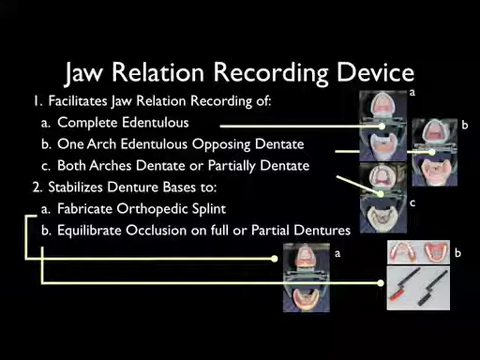 Jaw Relation Recording Device
1. Facilitates Jaw Relation Recording of:
a. Complete Edentulous
b. One Arch Edentulous Opposing Dentate
c. Both Arches Dentate or Partially Dentate
2. Stabilizes Denture Bases to:
a. Fabricate Orthopedic Splint
b. Equilibrate Occlusion on full or Partial Dentures
a
b
c
a
b